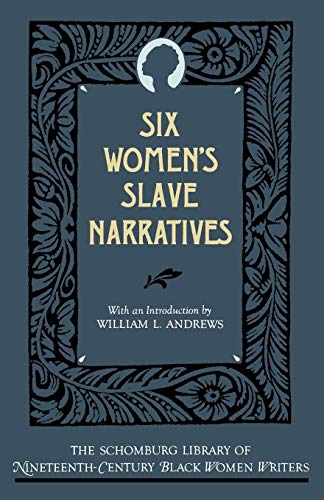 SIX
WOMEN'S
SLAVE
NARRATIVES
With an Introduction by
WILLIAM L. ANDREWS
THE SCHOMBURG LIBRARY OF
NINETEENTH-CENTURY BLACK WOMEN WRITERS